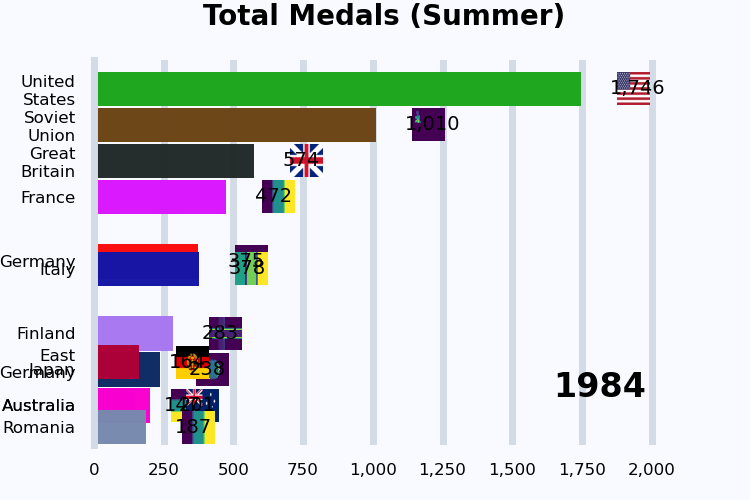 Total Medals (Summer)
United
States
1,746
Soviet
Union
1,010
Great
Britain
574
France
472
Germany
375
Italy
378
Finland
283
East
Germany
Japan
238
Australia
Romania
187
1984
0 250 500 750 1,000 1,250 1,500 1,750 2,000